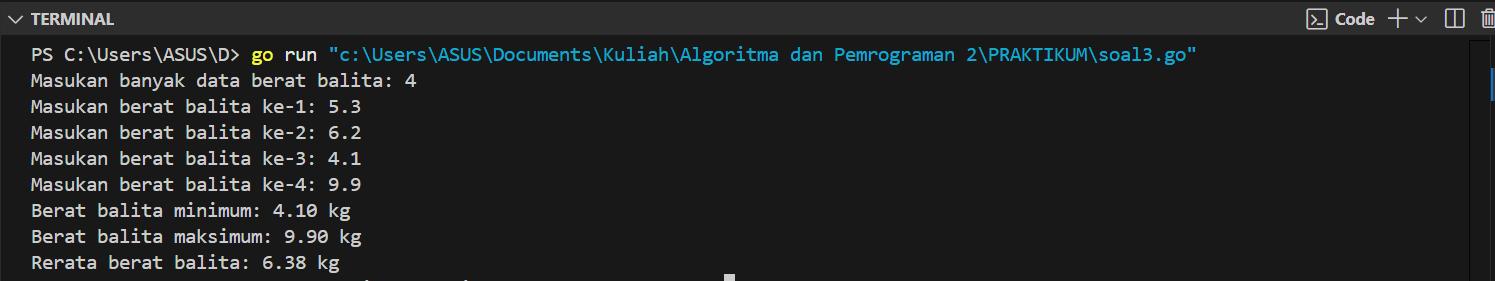 TERMINAL
Code
PS C:\Users\ASUS\D> go run "c:\Users\ASUS\Documents\Kuliah\Algoritma dan Pemrograman 2\PRAKTIKUM\soal3.go"
Masukan banyak data berat balita: 4
Masukan berat balita ke-1: 5.3
Masukan berat balita ke-2: 6.2
Masukan berat balita ke-3: 4.1
Masukan berat balita ke-4: 9.9
Berat balita minimum: 4.10 kg
Berat balita maksimum: 9.90 kg
Rerata berat balita: 6.38 kg